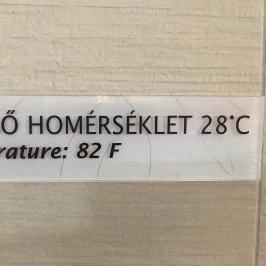 Ő HOMÉRSÉKLET 28°C
rature: 82 F